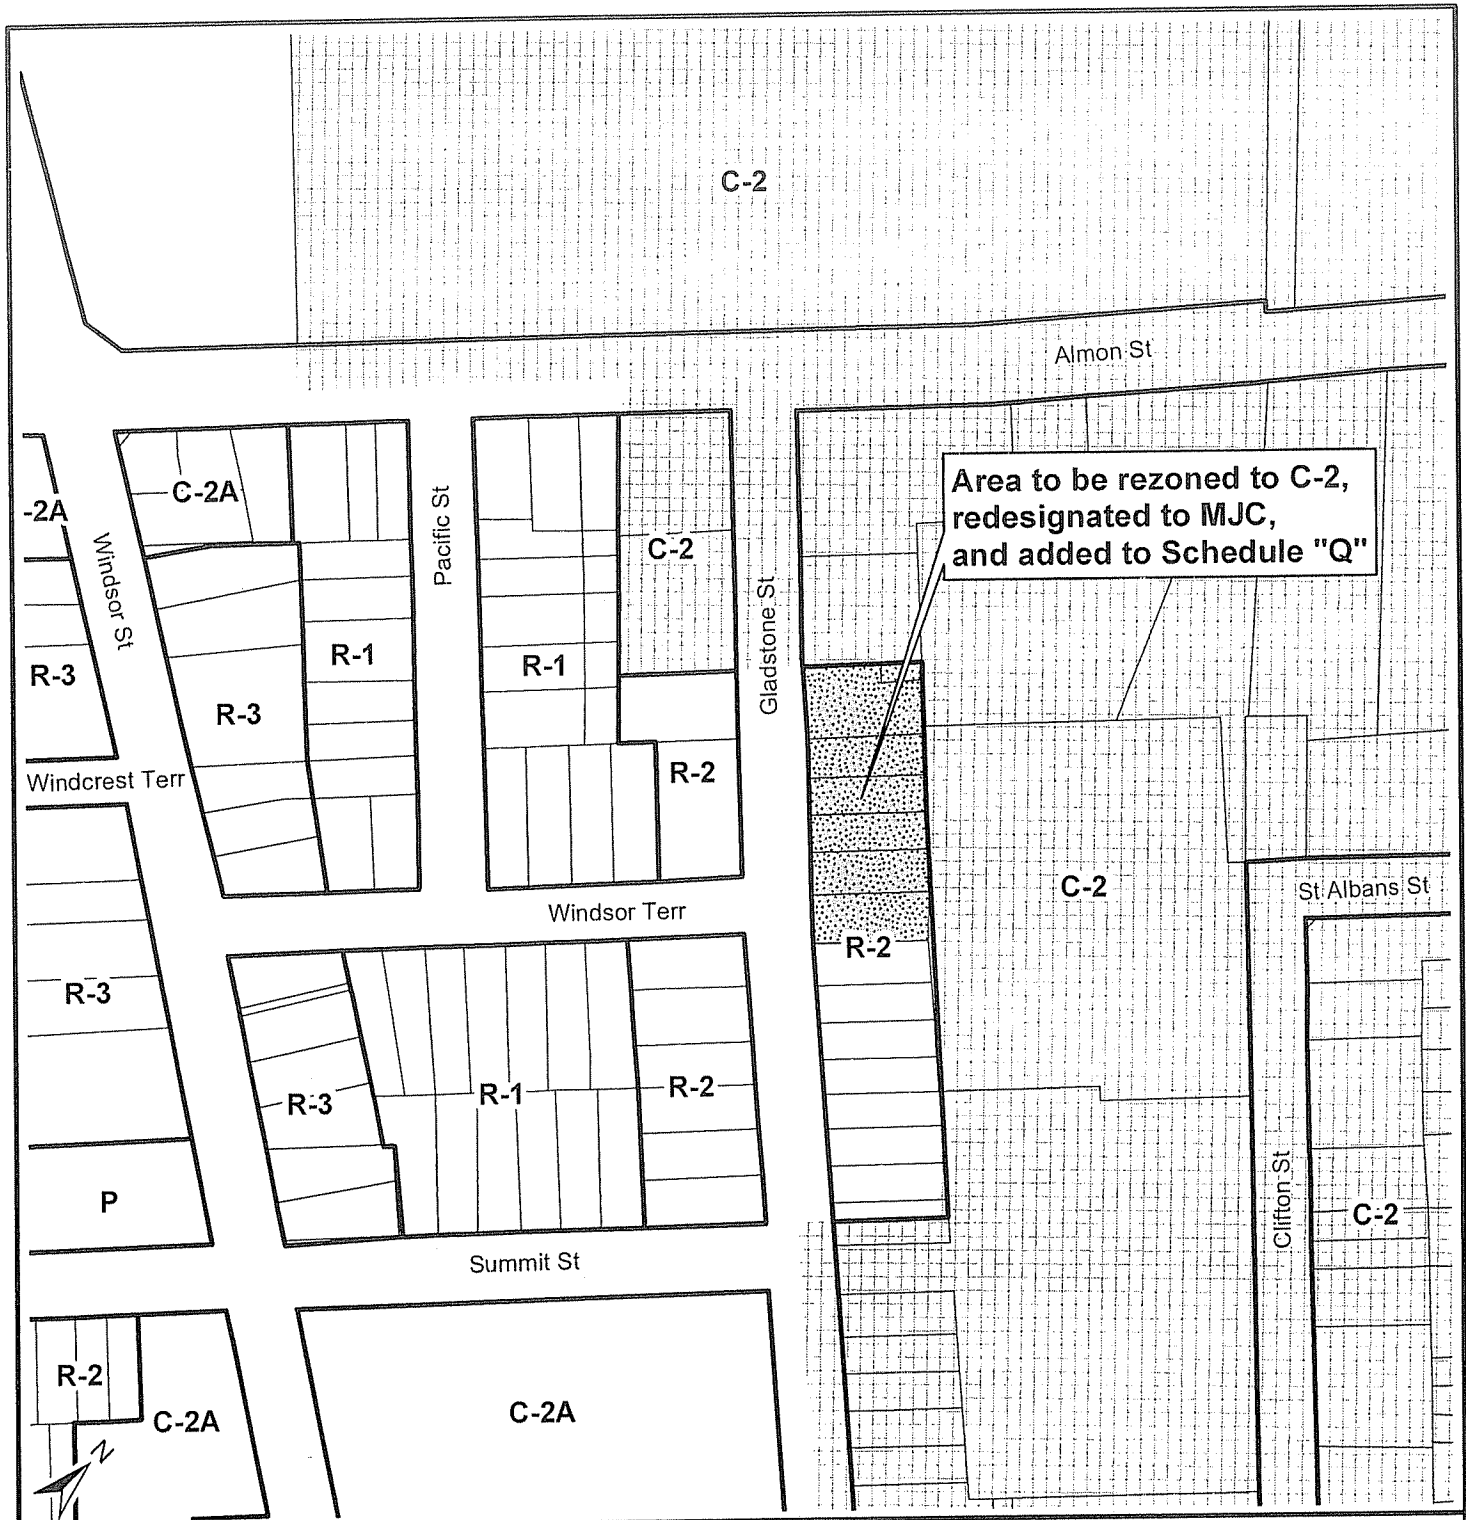 C-2
Almon St
Area to be rezoned to C-2,
redesignated to MJC,
and added to Schedule "Q"
C-2A
-2A
Windsor St
Pacific St
C-2
Gladstone St
R-3
R-1
R-1
R-3
Windcrest Terr
R-2
C-2
St Albans St
Windsor Terr
R-2
R-3
R-3
R-1
R-2
P
Clifton St
C-2
Summit St
R-2
C-2A
C-2A
N